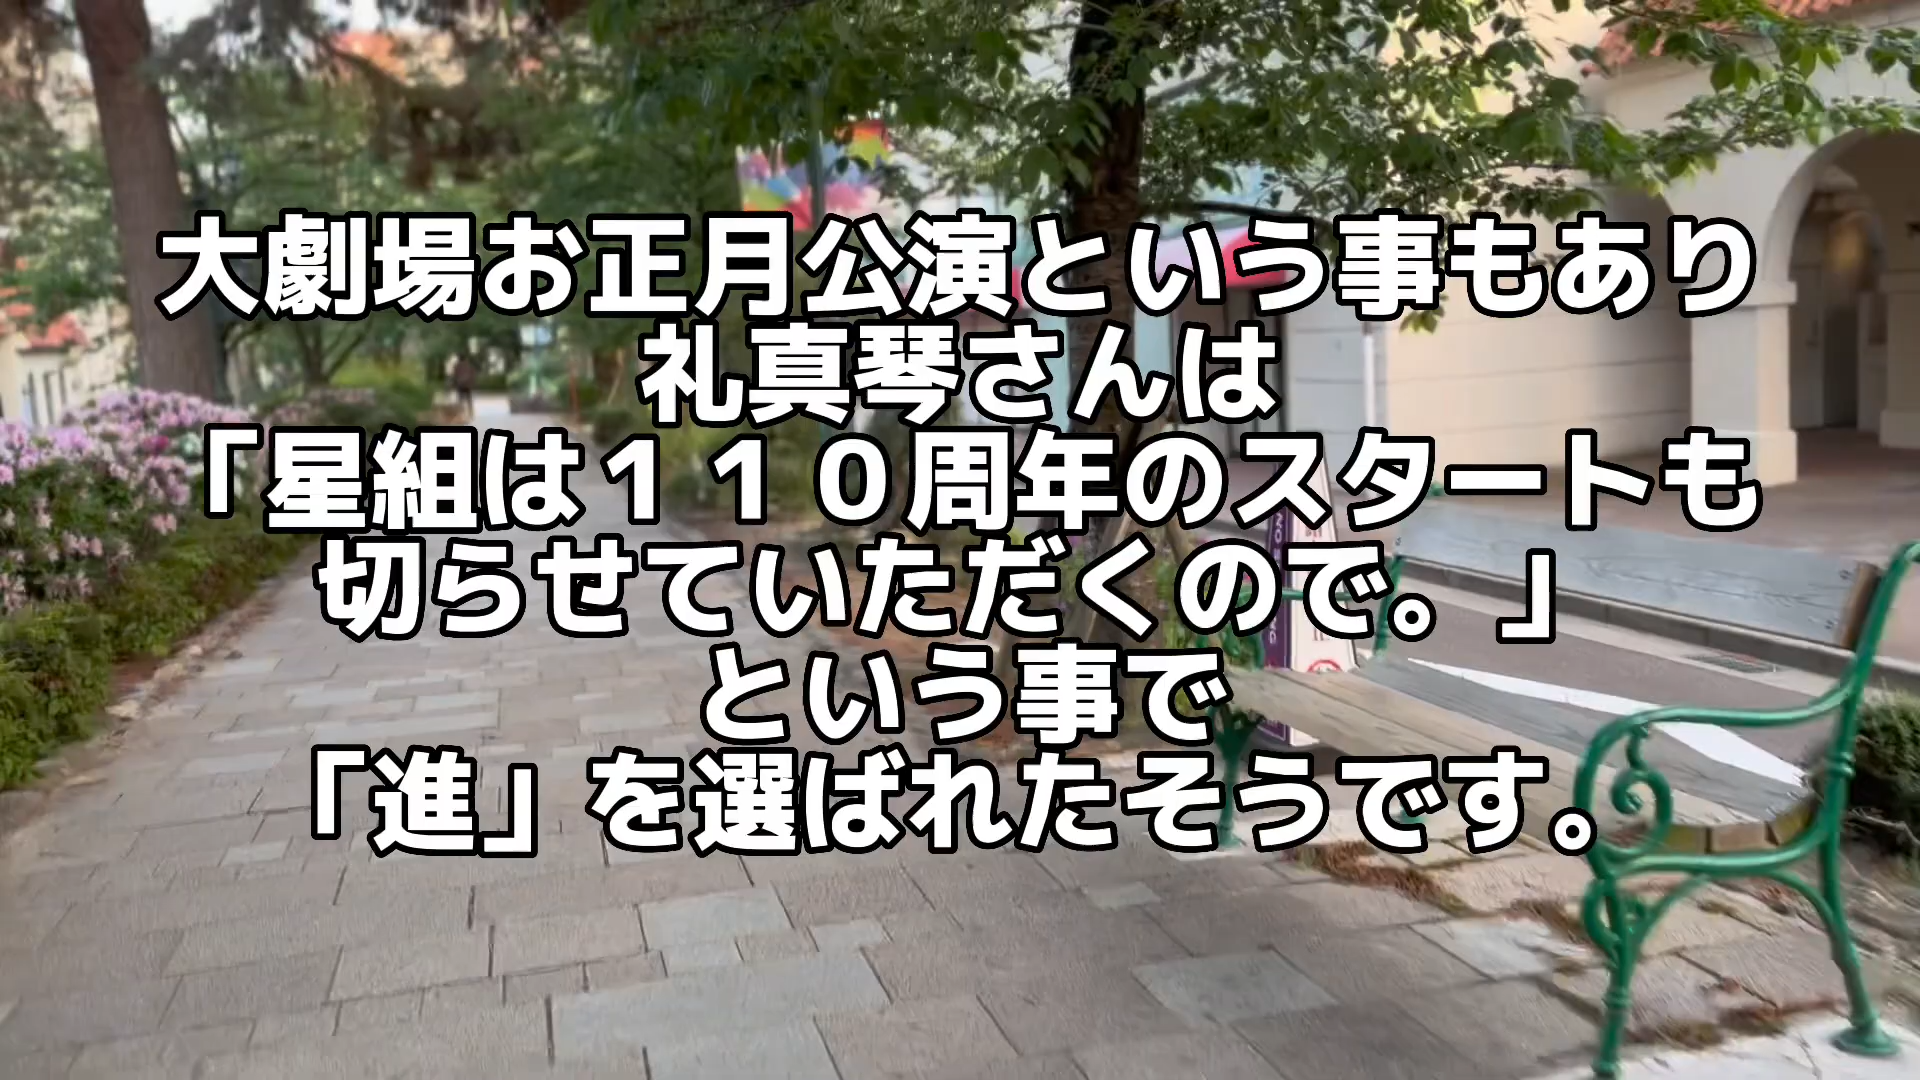 大劇場お正月公演という事もあり
礼真琴さんは
「星組は１１０周年のスタートも
切らせていただくので。」
という事で
「進」を選ばれたそうです。